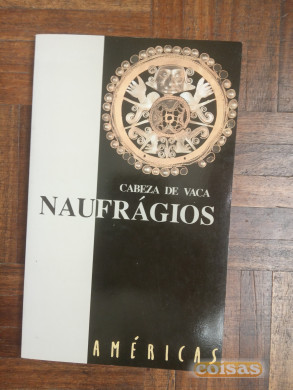 CABEZA DE VACA
NAUFRÁGIOS
AMÉRICAS
coisas